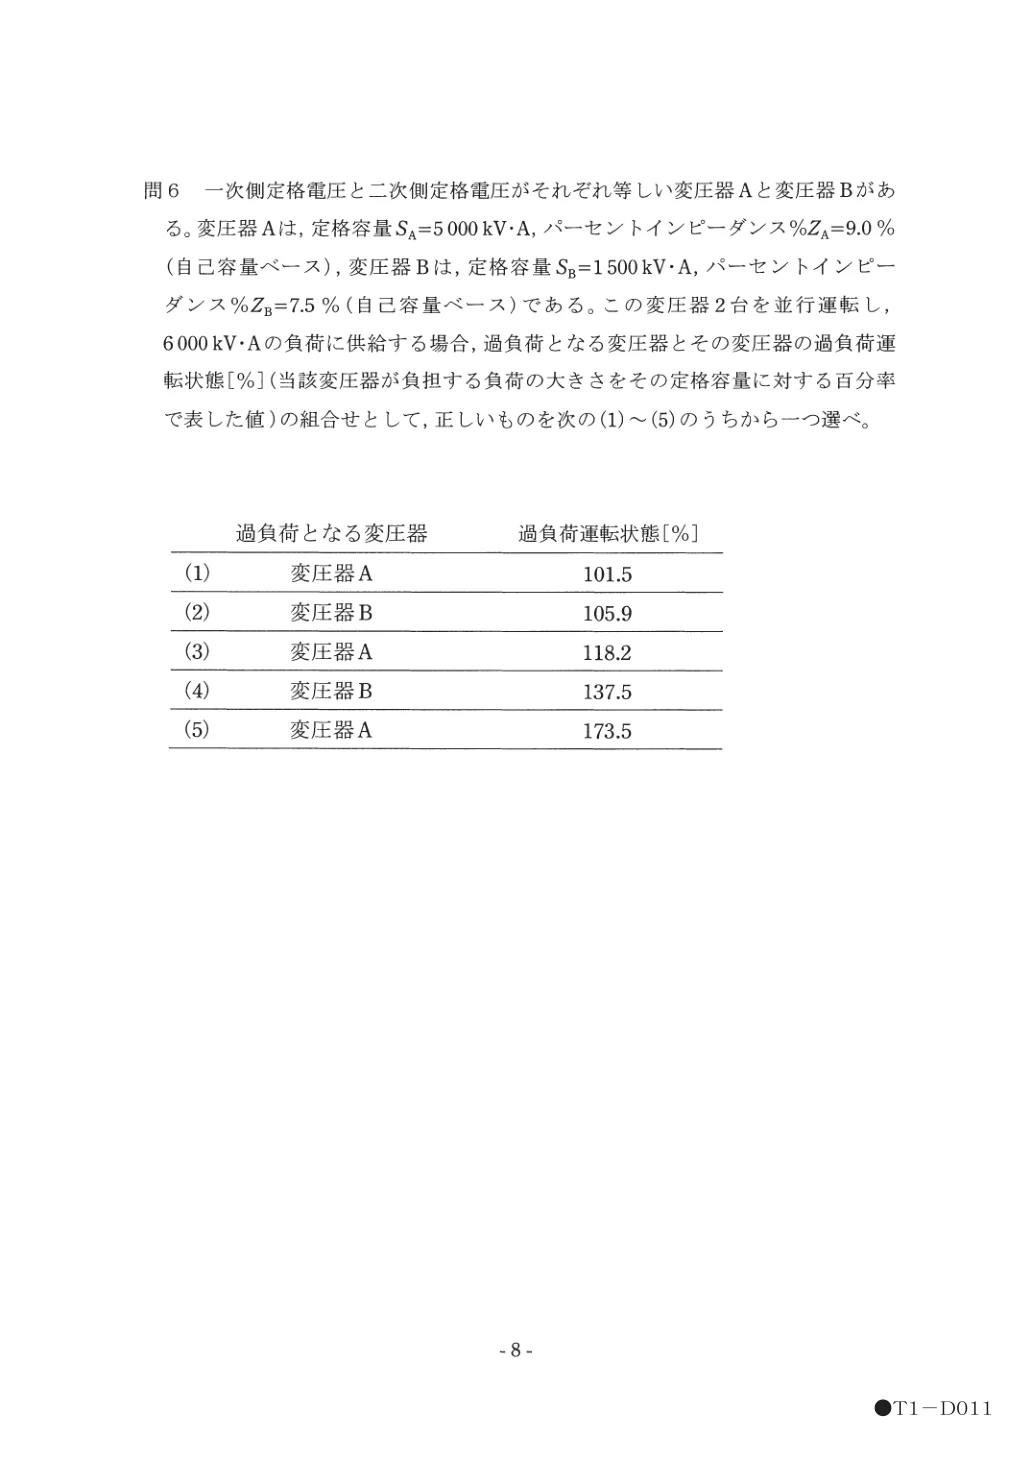 問６　一次側定格電圧と二次側定格電圧がそれぞれ等しい変圧器Aと変圧器Bがあ
る。変圧器Aは，定格容量S_A=5 000 kV･A，パーセントインピーダンス%Z_A=9.0 %
（自己容量ベース），変圧器Bは，定格容量S_B=1 500 kV･A，パーセントインピー
ダンス%Z_B=7.5 %（自己容量ベース）である。この変圧器２台を並行運転し，
6 000 kV･Aの負荷に供給する場合，過負荷となる変圧器とその変圧器の過負荷運
転状態［%］（当該変圧器が負担する負荷の大きさをその定格容量に対する百分率
で表した値）の組合せとして，正しいものを次の(1)～(5)のうちから一つ選べ。
過負荷となる変圧器　過負荷運転状態［%］
(1)　変圧器A　101.5
(2)　変圧器B　105.9
(3)　変圧器A　118.2
(4)　変圧器B　137.5
(5)　変圧器A　173.5
- 8 -
●T1－D011